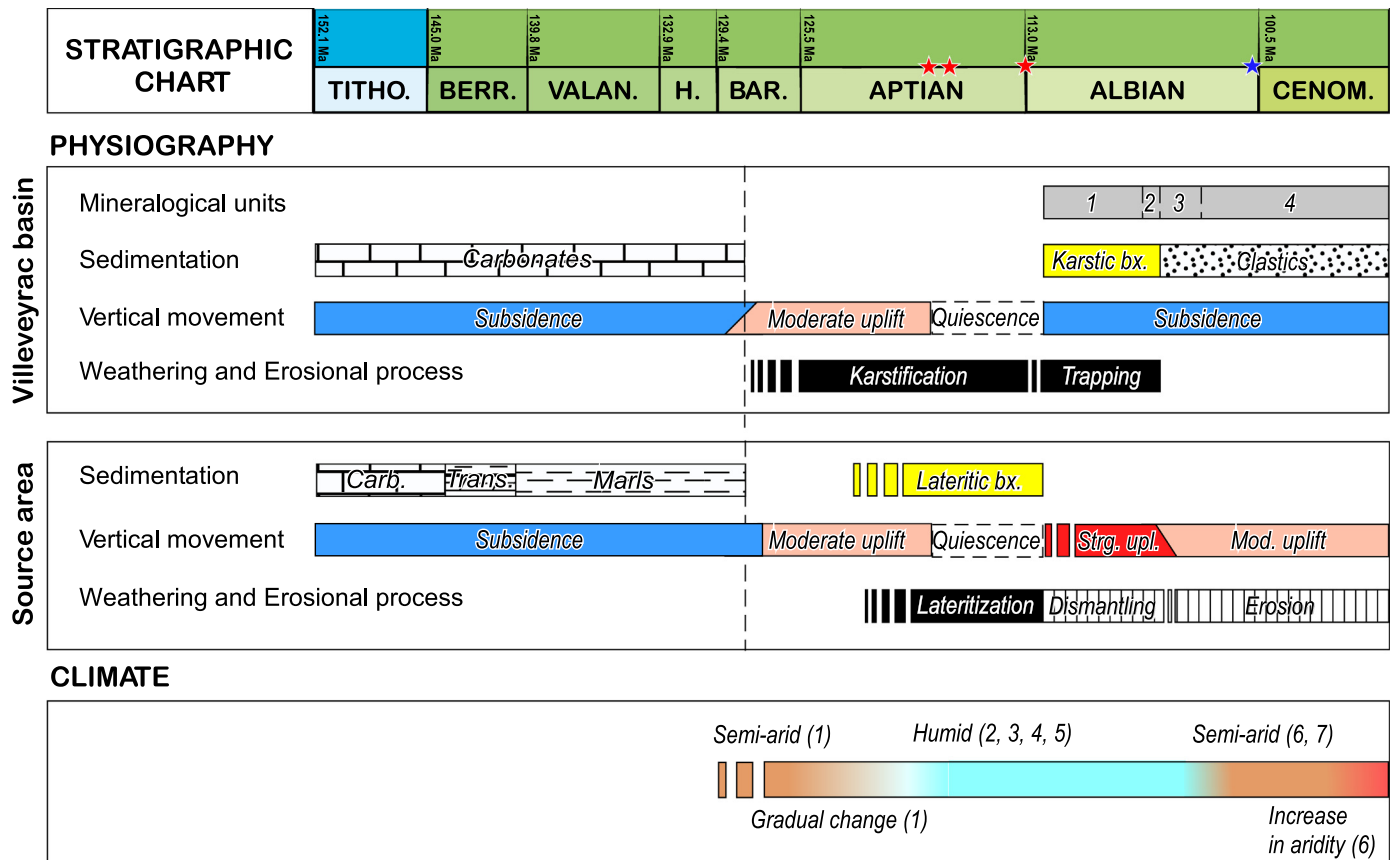 STRATIGRAPHIC
CHART
152.1 Ma
145.0 Ma
139.8 Ma
132.9 Ma
129.4 Ma
125.5 Ma
113.0 Ma
100.5 Ma
TITHO.
BERR.
VALAN.
H.
BAR.
APTIAN
ALBIAN
CENOM.
PHYSIOGRAPHY
Villeveyrac basin
Mineralogical units
1
2
3
4
Sedimentation
Carbonates
Karstic bx.
Clastics
Vertical movement
Subsidence
Moderate uplift
Quiescence
Subsidence
Weathering and Erosional process
Karstification
Trapping
Source area
Sedimentation
Carb.
Trans.
Marls
Lateritic bx.
Vertical movement
Subsidence
Moderate uplift
Quiescence
Strg. upl.
Mod. uplift
Weathering and Erosional process
Lateritization
Dismantling
Erosion
CLIMATE
Semi-arid (1)
Humid (2, 3, 4, 5)
Semi-arid (6, 7)
Gradual change (1)
Increase
in aridity (6)